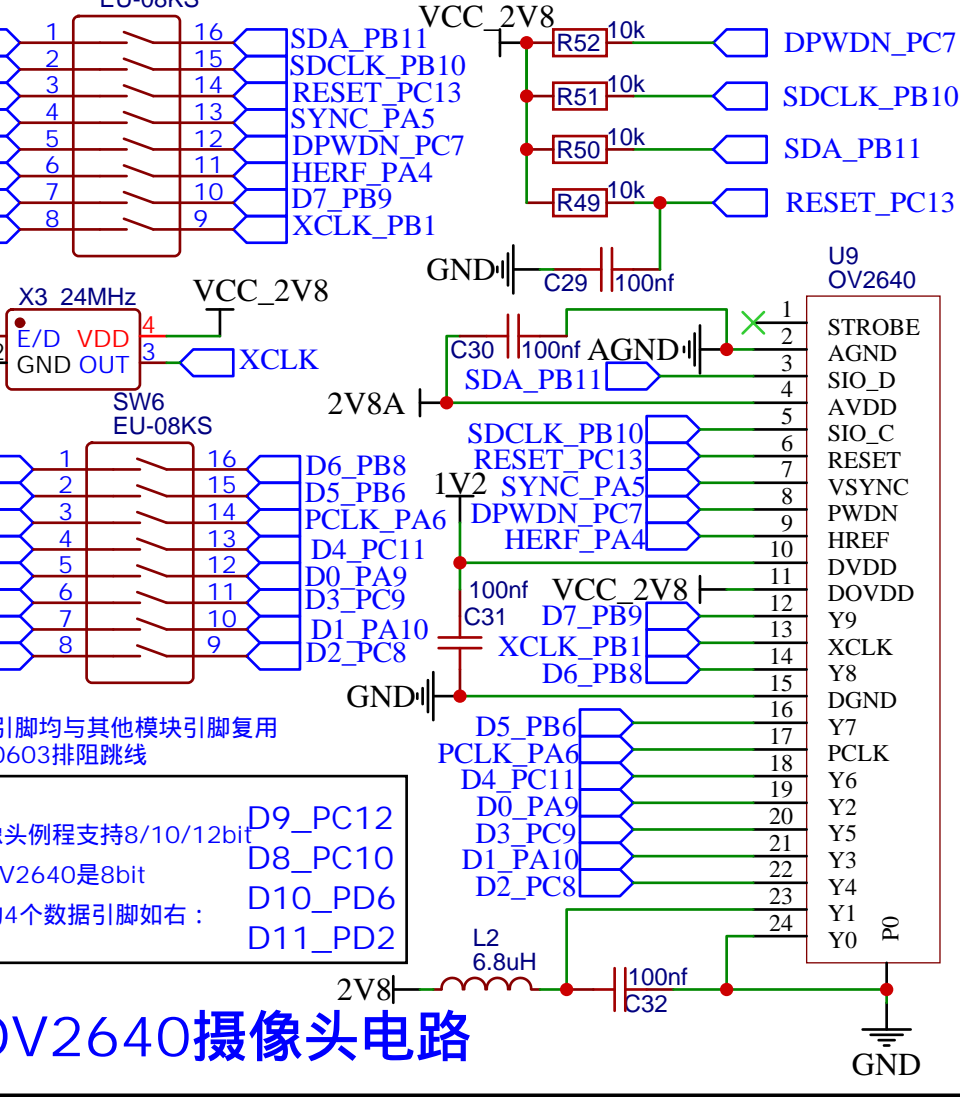 EU-08KS
1 16 SDA_PB11
2 15 SDCLK_PB10
3 14 RESET_PC13
4 13 SYNC_PA5
5 12 DPWDN_PC7
6 11 HERF_PA4
7 10 D7_PB9
8 9 XCLK_PB1
VCC_2V8
R52 10k DPWDN_PC7
R51 10k SDCLK_PB10
R50 10k SDA_PB11
R49 10k RESET_PC13
GND C29 100nf
X3 24MHz
VCC_2V8
E/D VDD 4
2 GND OUT 3 XCLK
SW6
EU-08KS
1 16 D6_PB8
2 15 D5_PB6
3 14 PCLK_PA6
4 13 D4_PC11
5 12 D0_PA9
6 11 D3_PC9
7 10 D1_PA10
8 9 D2_PC8
U9
OV2640
C30 100nf AGND
2V8A
1V2
100nf
C31
VCC_2V8
GND
1 STROBE
2 AGND
SDA_PB11 3 SIO_D
4 AVDD
SDCLK_PB10 5 SIO_C
RESET_PC13 6 RESET
SYNC_PA5 7 VSYNC
DPWDN_PC7 8 PWDN
HERF_PA4 9 HREF
10 DVDD
11 DOVDD
D7_PB9 12 Y9
XCLK_PB1 13 XCLK
D6_PB8 14 Y8
15 DGND
D5_PB6 16 Y7
PCLK_PA6 17 PCLK
D4_PC11 18 Y6
D0_PA9 19 Y2
D3_PC9 20 Y5
D1_PA10 21 Y3
D2_PC8 22 Y4
23 Y1
24 Y0
P0
引脚均与其他模块引脚复用
0603排阻跳线
头例程支持8/10/12bit
V2640是8bit
4个数据引脚如右：
D9_PC12
D8_PC10
D10_PD6
D11_PD2
2V8
L2
6.8uH
100nf
C32
GND
OV2640摄像头电路